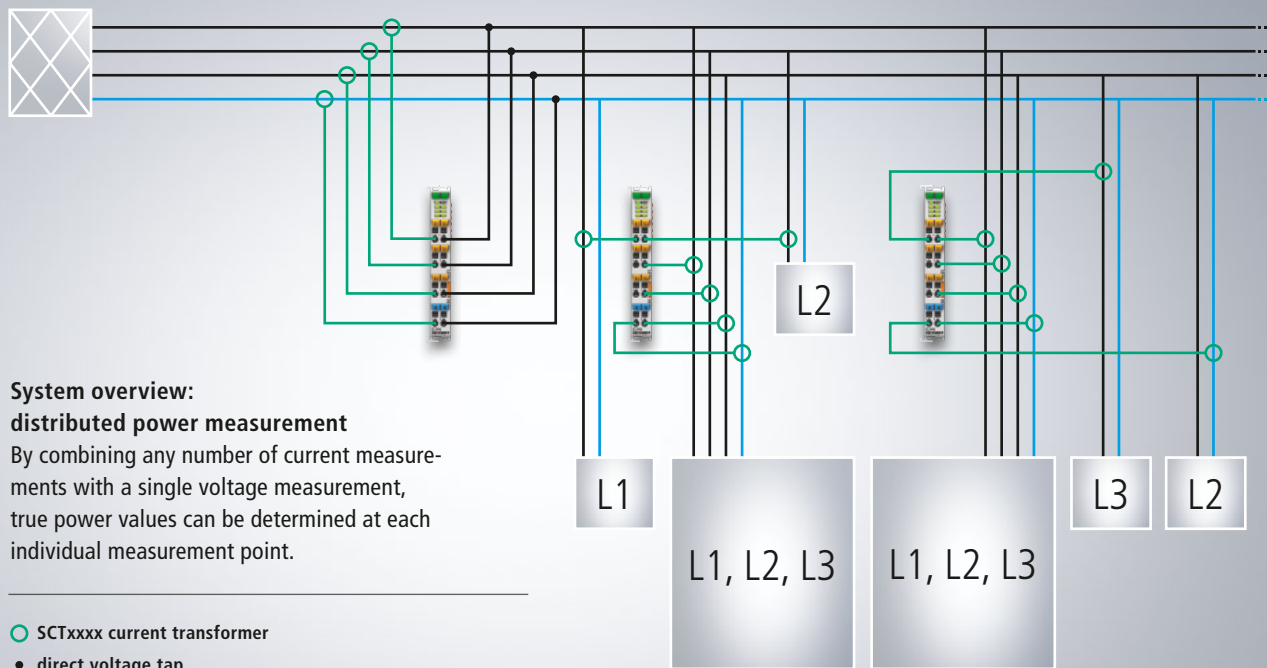 L2
System overview:
distributed power measurement
By combining any number of current measure-
ments with a single voltage measurement,
true power values can be determined at each
individual measurement point.
L1
L1, L2, L3
L1, L2, L3
L3
L2
SCTxxxx current transformer
direct voltage tap